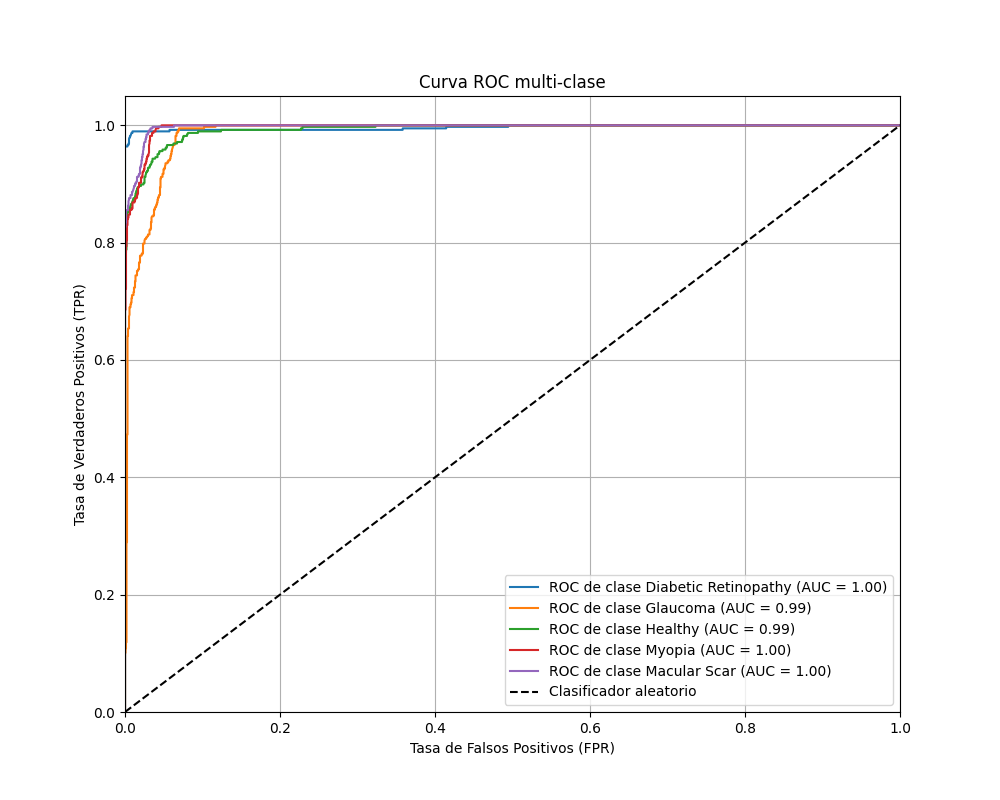 Curva ROC multi-clase
Tasa de Verdaderos Positivos (TPR)
1.0
0.8
0.6
0.4
0.2
0.0
0.0 0.2 0.4 0.6 0.8 1.0
Tasa de Falsos Positivos (FPR)
ROC de clase Diabetic Retinopathy (AUC = 1.00)
ROC de clase Glaucoma (AUC = 0.99)
ROC de clase Healthy (AUC = 0.99)
ROC de clase Myopia (AUC = 1.00)
ROC de clase Macular Scar (AUC = 1.00)
Clasificador aleatorio